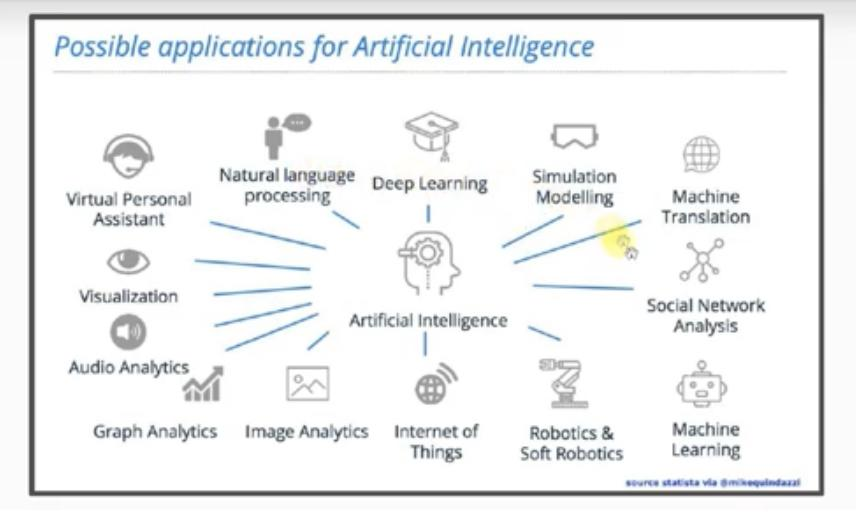 Possible applications for Artificial Intelligence
Natural language
processing
Deep Learning
Simulation
Modelling
Virtual Personal
Assistant
Machine
Translation
Visualization
Social Network
Analysis
Artificial Intelligence
Audio Analytics
Graph Analytics
Image Analytics
Internet of
Things
Robotics &
Soft Robotics
Machine
Learning
source statista via @mikequindazzi